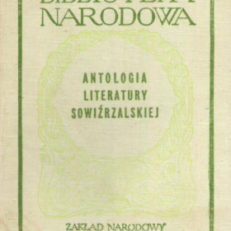 BIBLIOTEKA
NARODOWA
ANTOLOGIA
LITERATURY
SOWIŹRZALSKIEJ
ZAKŁAD NARODOWY